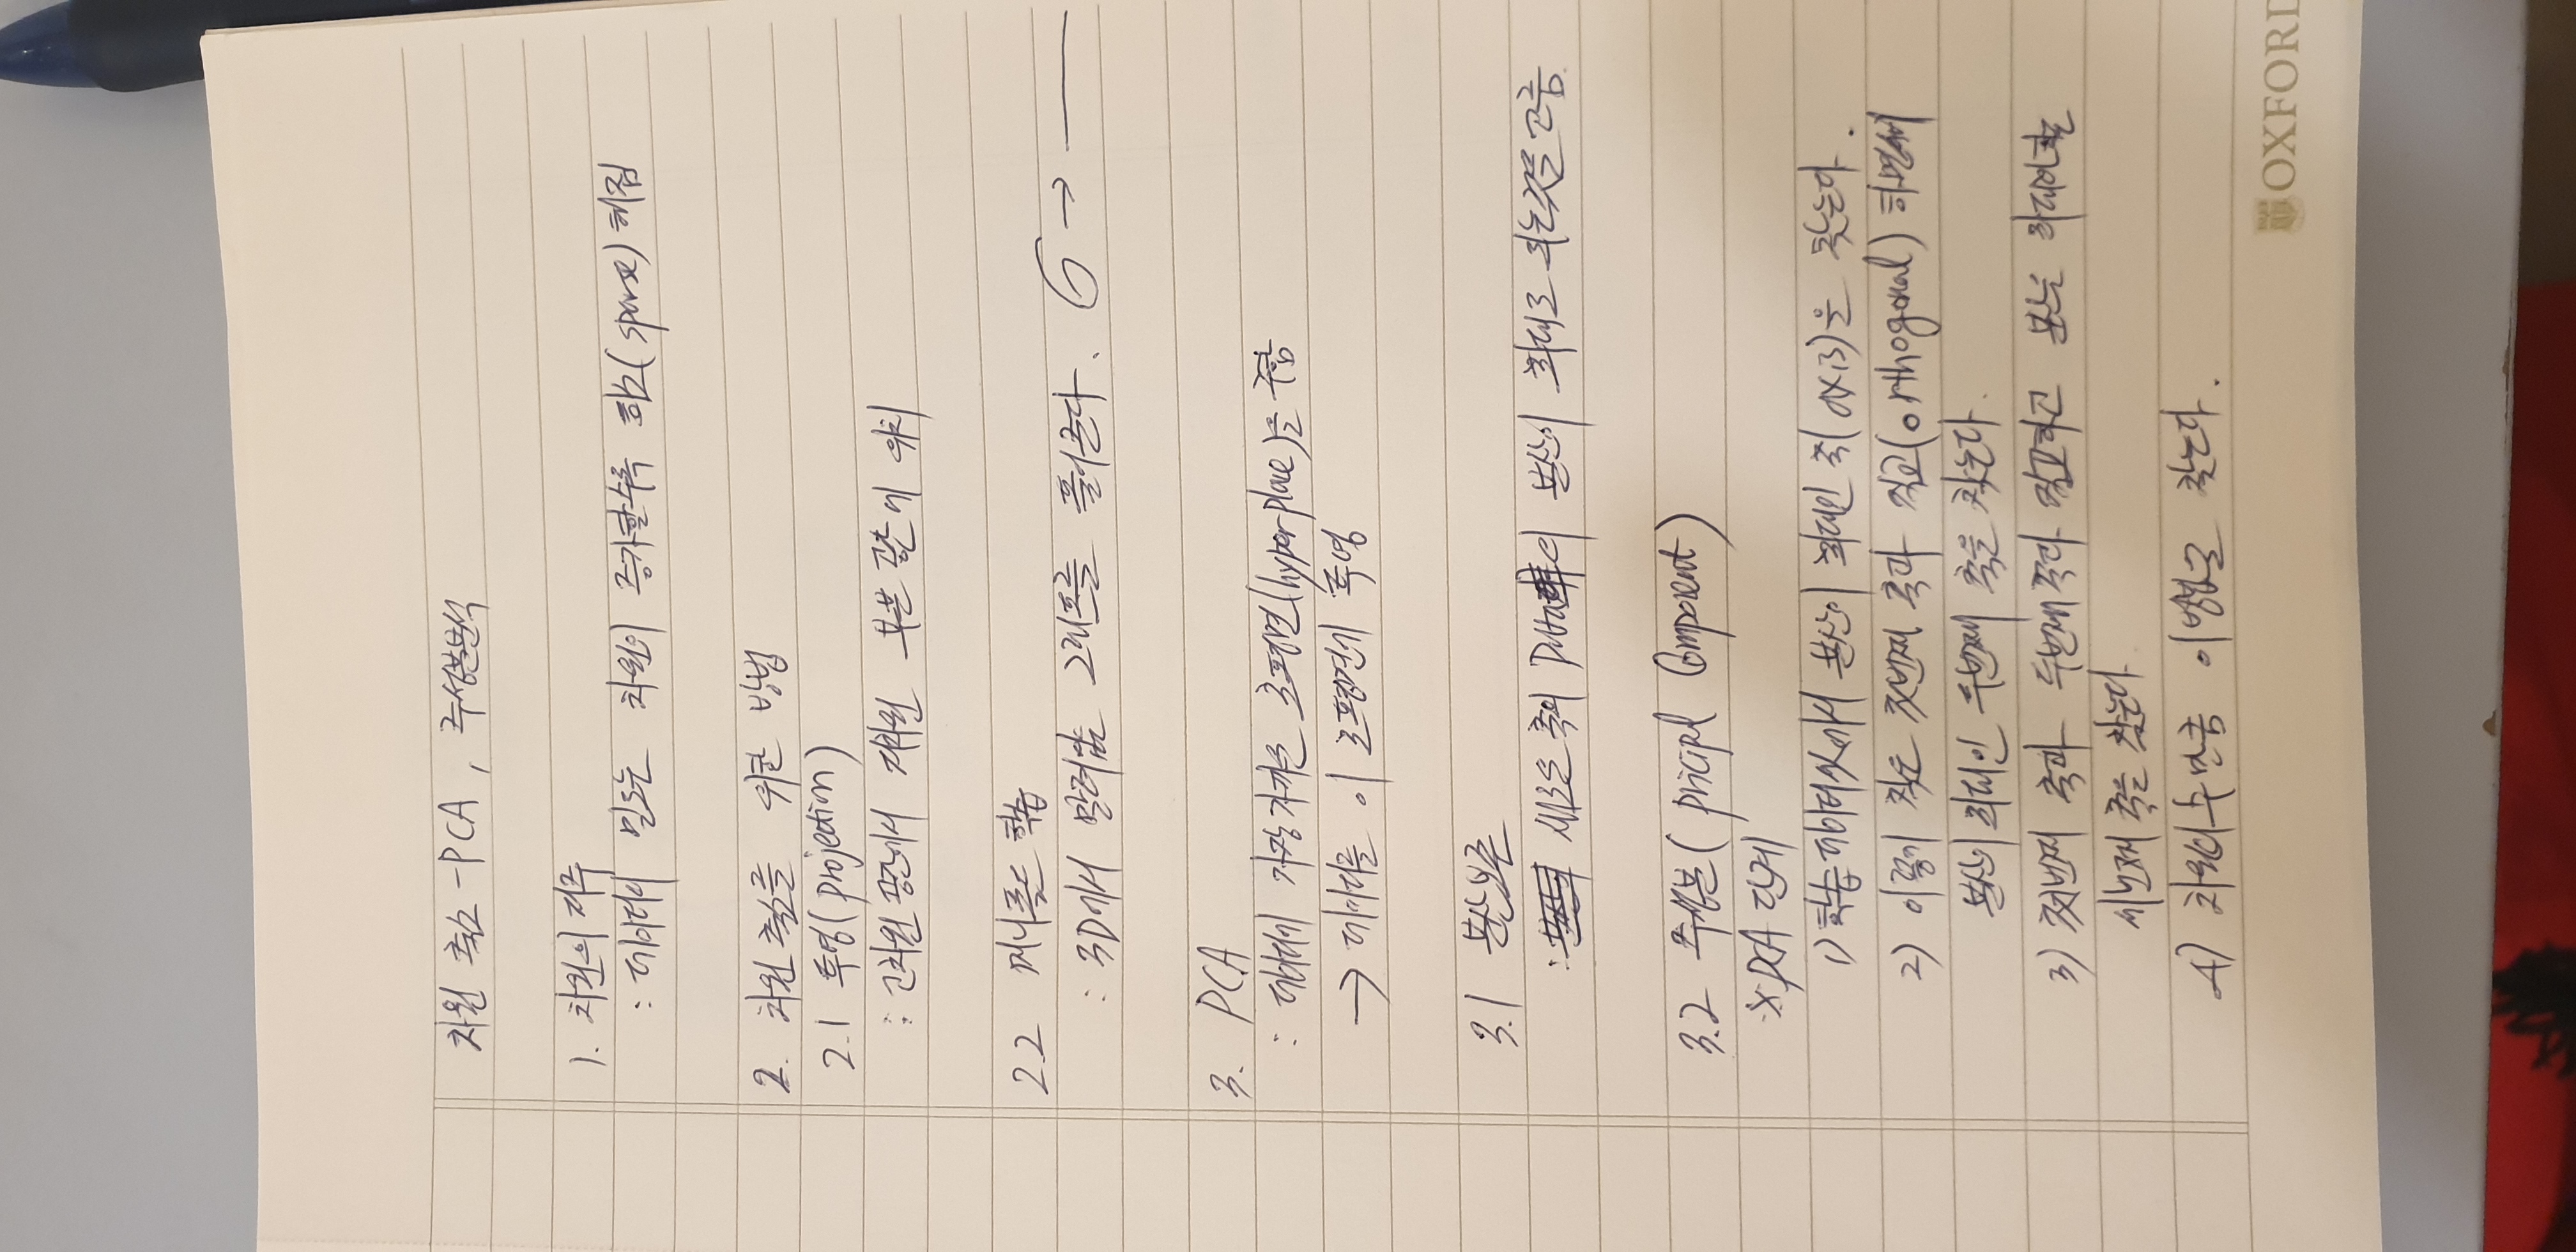 차원 축소 - PCA, 주성분분석
1. 차원의 저주
: 데이터의 밀도는 차원이 증가할수록 희소(sparse) 해짐
2. 차원 축소를 위한 방법
2.1 투영(projection)
: 고차원 공간에서 저차원 부분 공간에 위치
2.2 매니폴드 학습
: 3D에서 말려있는 그래프를 풀어준다.
3. PCA
: 데이터에 가장 가까운 초평면(hyperplane)을 구함
→ 데이터를 이 초평면에 투영
3.1 분산보존
: 새로운 축의 Data의 분산이 최대로 되는것을 고름
3.2 주성분(pricipal Component)
※PCA 단계
1) 학습 데이터셋에서 분산이 최대인 축(axis)을 찾는다.
2) 이렇게 찾은 첫번째 축과 직교(orthogonal) 하면서
분산이 최대인 두번째 축을 찾는다.
3) 첫번째 축과 두번째축과 직교하고 분산을 최대화하는
세번째 축을 찾는다
4) 차원의 수만큼 이방법으로 찾는다.
OXFORD